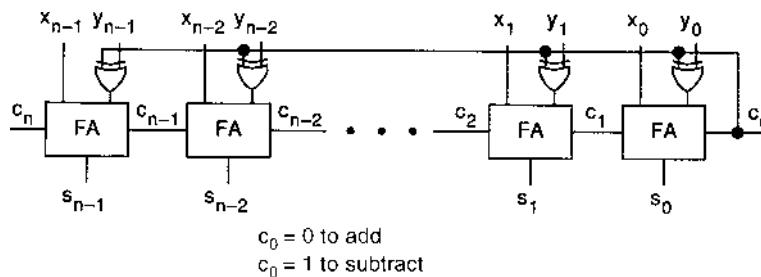 x_{n-1} y_{n-1} x_{n-2} y_{n-2} x_1 y_1 x_0 y_0
c_n FA c_{n-1} FA c_{n-2} • • • c_2 FA c_1 FA
s_{n-1} s_{n-2} s_1 s_0
c_0 = 0 to add
c_0 = 1 to subtract